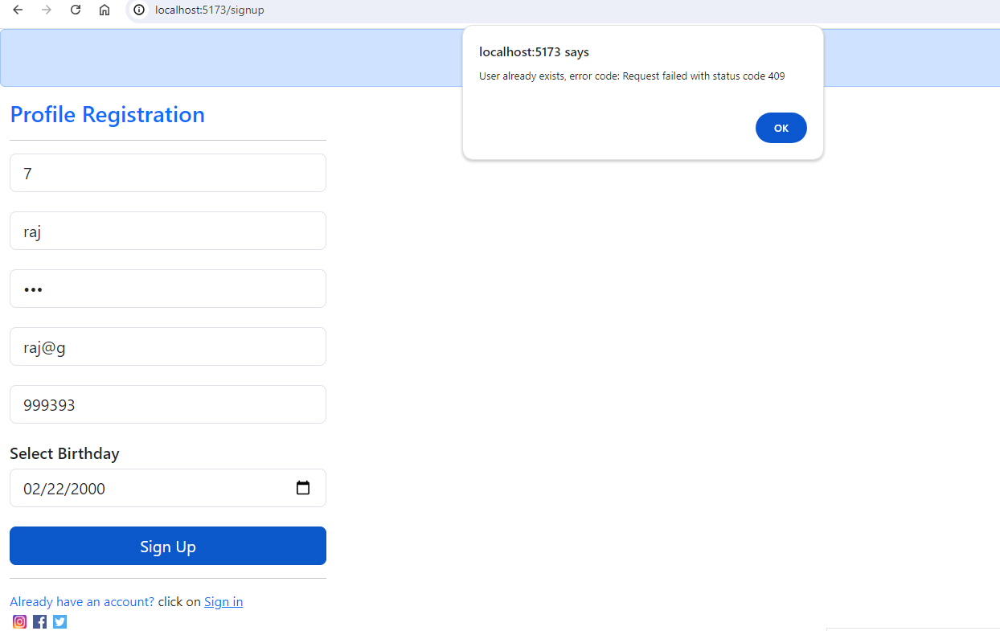 localhost:5173/signup
localhost:5173 says
User already exists, error code: Request failed with status code 409
OK
Profile Registration
7
raj
•••
raj@g
999393
Select Birthday
02/22/2000
Sign Up
Already have an account? click on Sign in